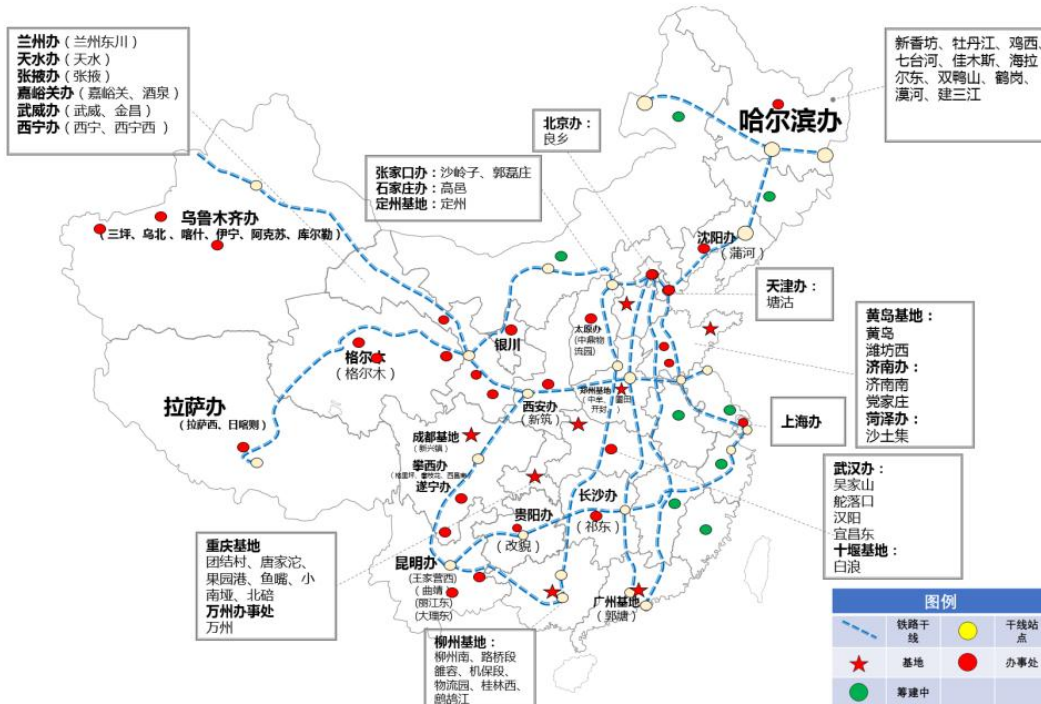 兰州办（兰州东川）
天水办（天水）
张掖办（张掖）
嘉峪关办（嘉峪关、酒泉）
武威办（武威、金昌）
西宁办（西宁、西宁西）
新香坊、牡丹江、鸡西、
七台河、佳木斯、海拉
尔东、双鸭山、鹤岗、
漠河、建三江
哈尔滨办
北京办：
良乡
张家口办：沙岭子、郭磊庄
石家庄办：高邑
定州基地：定州
乌鲁木齐办
（三坪、乌北、喀什、伊宁、阿克苏、库尔勒）
沈阳办
（蒲河）
天津办：
塘沽
黄岛基地：
黄岛
潍坊西
济南办：
济南南
党家庄
菏泽办：
沙土集
银川
太原办
（中鼎物
流园）
格尔木
（格尔木）
郑州基地
（中牟、
开封、
圃田）
西安办
（新筑）
拉萨办
（拉萨西、日喀则）
上海办
成都基地
（新兴镇）
攀西办
遂宁办
武汉办：
吴家山
舵落口
汉阳
宜昌东
十堰基地：
白浪
长沙办
（祁东）
贵阳办
（改貌）
重庆基地
团结村、唐家沱、
果园港、鱼嘴、小
南垭、北碚
万州办事处
万州
昆明办
（王家营西）
（曲靖）
（丽江东）
（大理东）
广州基地
（郭塘）
柳州基地：
柳州南、路桥段
雒容、机保段、
物流园、桂林西、
鹧鸪江
图例
铁路干
线
干线站
点
基地
办事处
筹建中